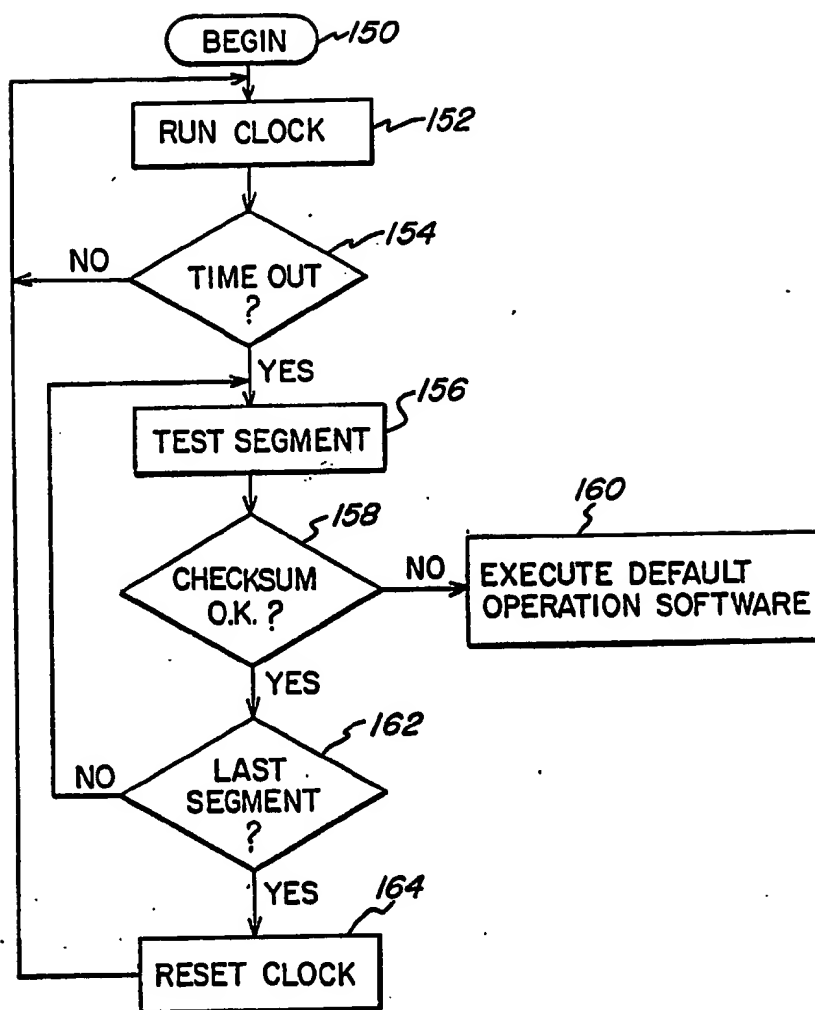 BEGIN
150
RUN CLOCK
152
154
NO
TIME OUT
?
YES
156
TEST SEGMENT
158
160
CHECKSUM
O.K. ?
NO
EXECUTE DEFAULT
OPERATION SOFTWARE
YES
162
NO
LAST
SEGMENT
?
YES
164
RESET CLOCK